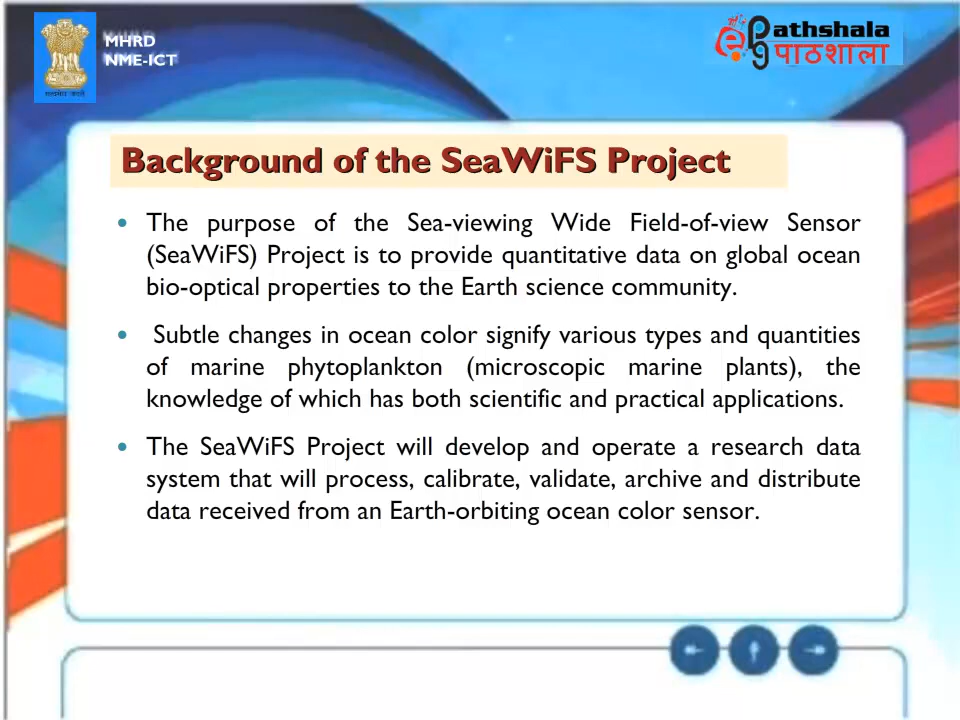 MHRD
NME-ICT
Pathshala
पाठशाला
Background of the SeaWiFS Project
• The purpose of the Sea-viewing Wide Field-of-view Sensor
(SeaWiFS) Project is to provide quantitative data on global ocean
bio-optical properties to the Earth science community.
• Subtle changes in ocean color signify various types and quantities
of marine phytoplankton (microscopic marine plants), the
knowledge of which has both scientific and practical applications.
• The SeaWiFS Project will develop and operate a research data
system that will process, calibrate, validate, archive and distribute
data received from an Earth-orbiting ocean color sensor.